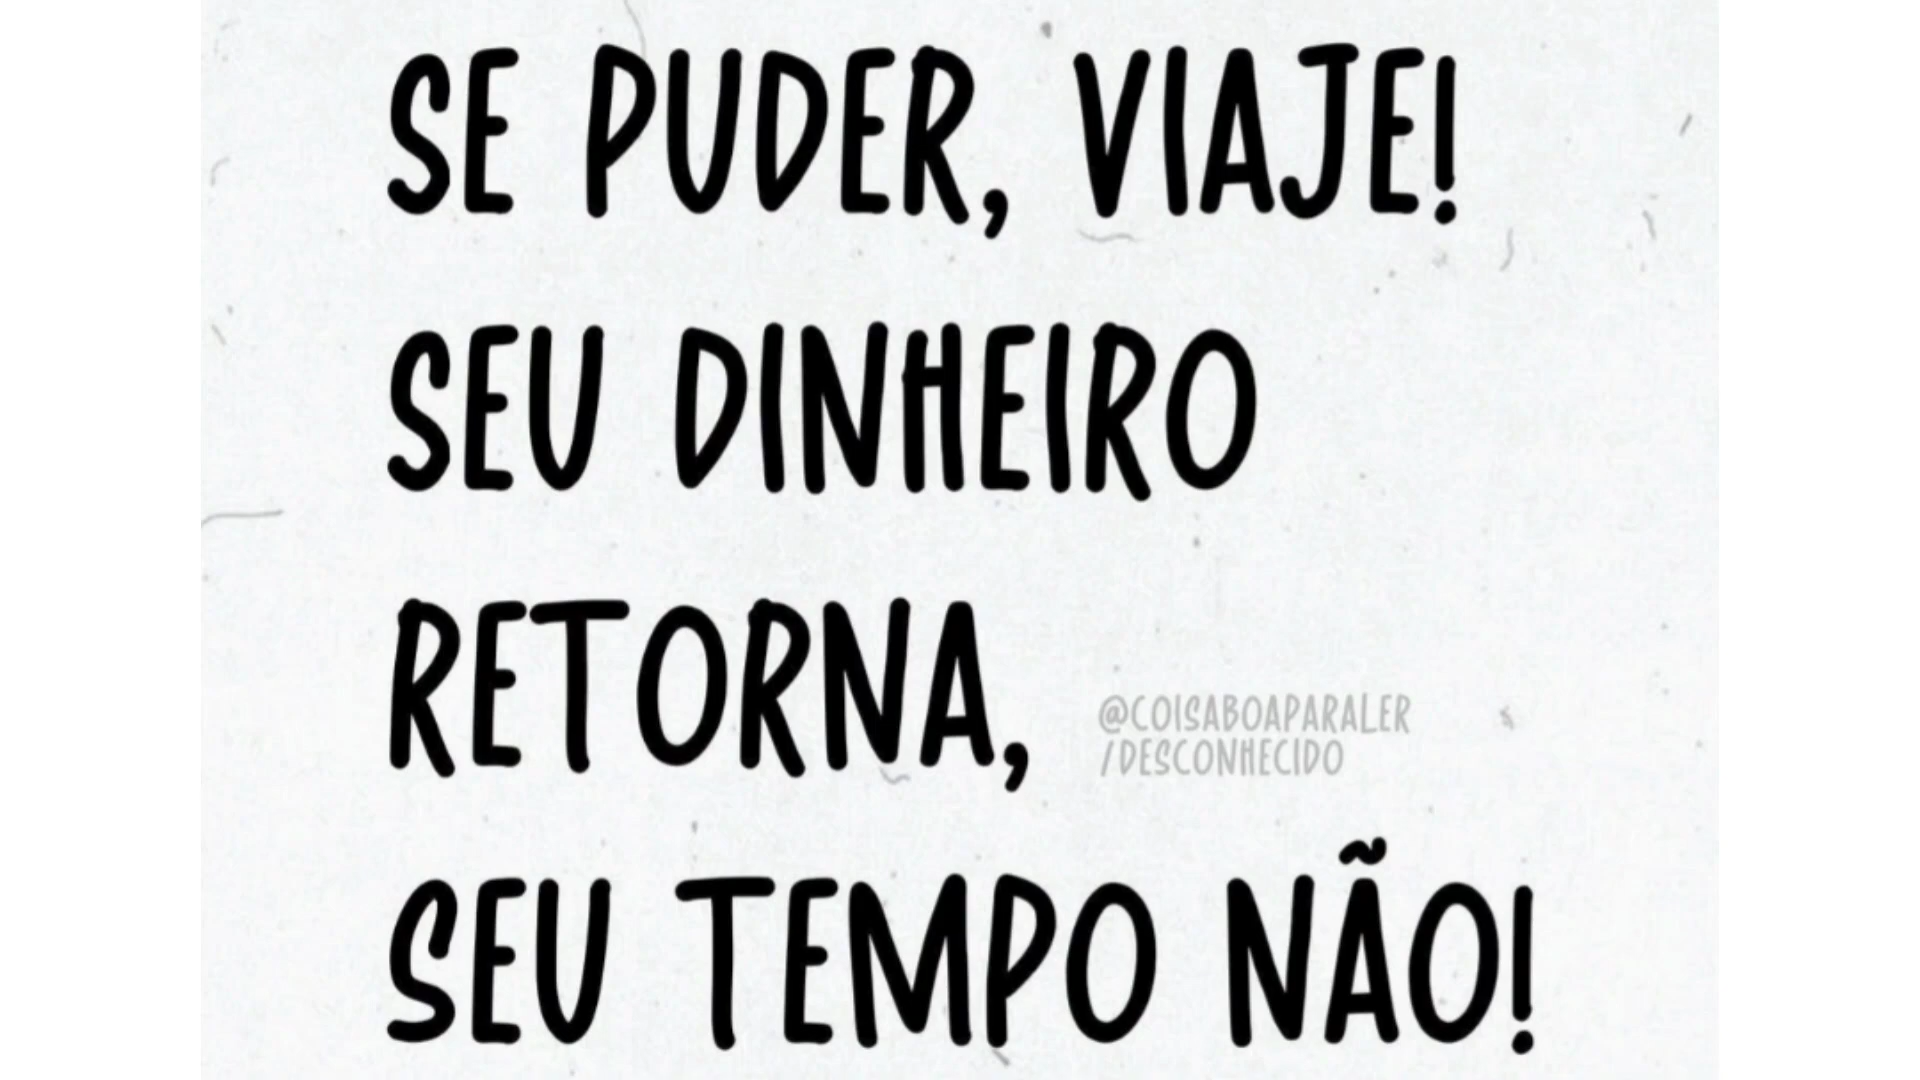 SE PUDER, VIAJE!
SEU DINHEIRO
RETORNA,
@COISABOAPARALER
/DESCONHECIDO
SEU TEMPO NÃO!